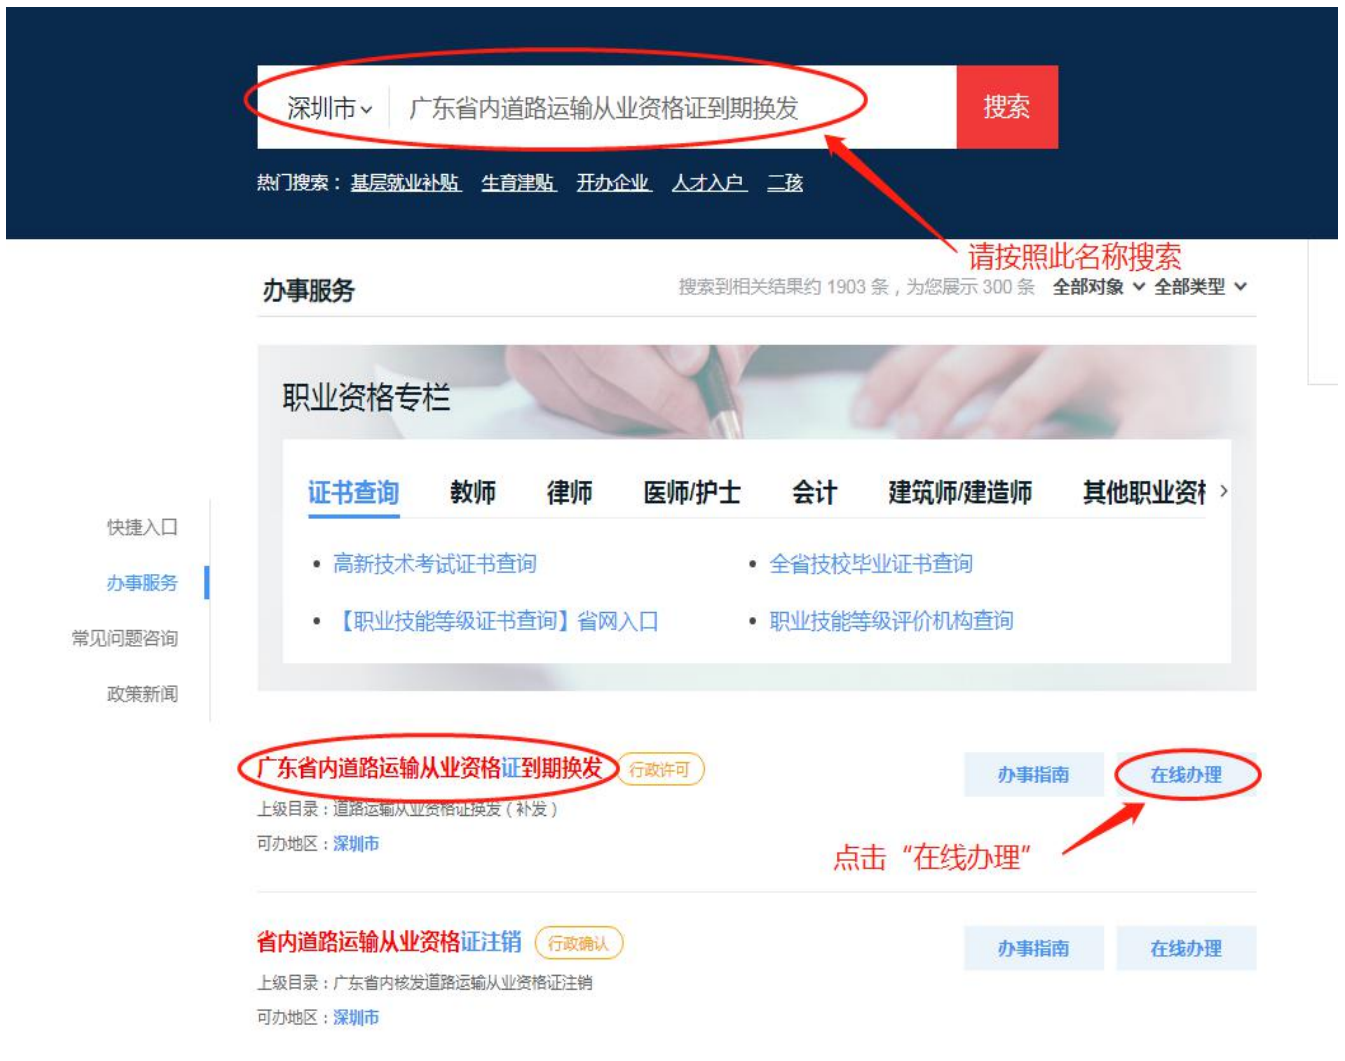 深圳市 广东省内道路运输从业资格证到期换发 搜索
热门搜索：基层就业补贴 生育津贴 开办企业 人才入户 二孩
请按照此名称搜索
办事服务 搜索到相关结果约 1903 条，为您展示 300 条 全部对象 全部类型
职业资格专栏
证书查询 教师 律师 医师/护士 会计 建筑师/建造师 其他职业资
• 高新技术考试证书查询 • 全省技校毕业证书查询
• 【职业技能等级证书查询】省网入口 • 职业技能等级评价机构查询
快捷入口
办事服务
常见问题咨询
政策新闻
广东省内道路运输从业资格证到期换发 行政许可 办事指南 在线办理
上级目录：道路运输从业资格证换发（补发）
可办地区：深圳市
点击“在线办理”
省内道路运输从业资格证注销 行政确认 办事指南 在线办理
上级目录：广东省内核发道路运输从业资格证注销
可办地区：深圳市